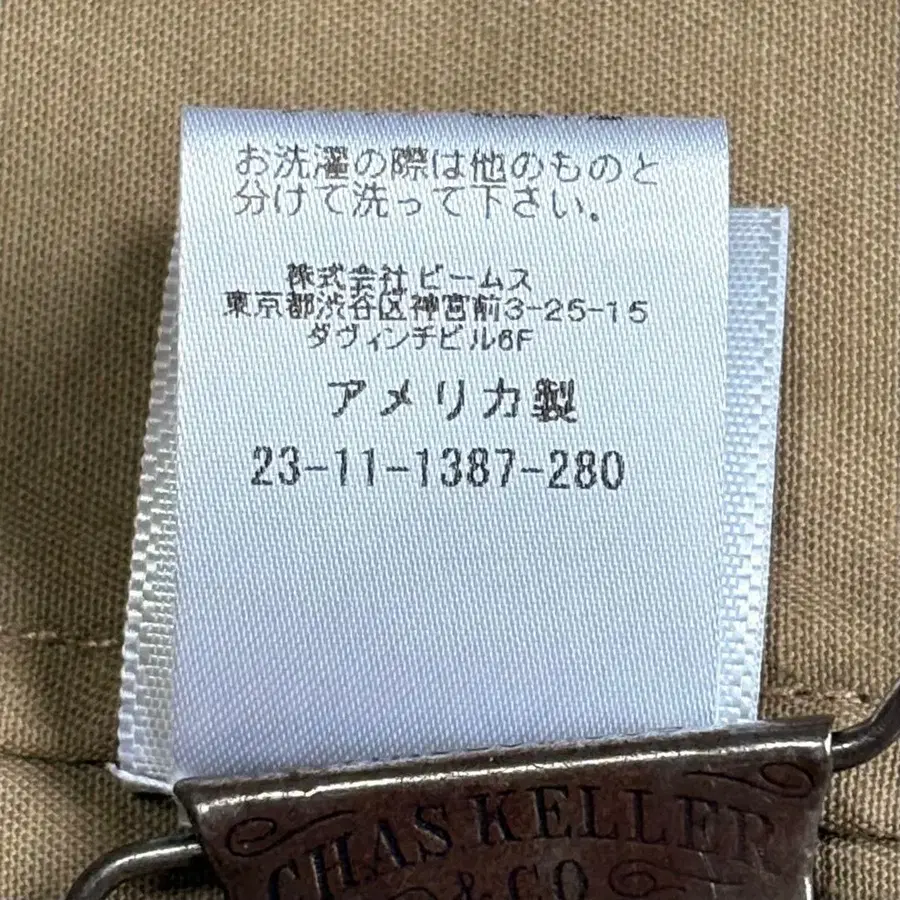 お洗濯の際は他のものと
分けて洗って下さい。
株式会社ビームス
東京都渋谷区神宮前3-25-15
ダヴィンチビル6F
アメリカ製
23-11-1387-280
CHAS KELLER
& CO